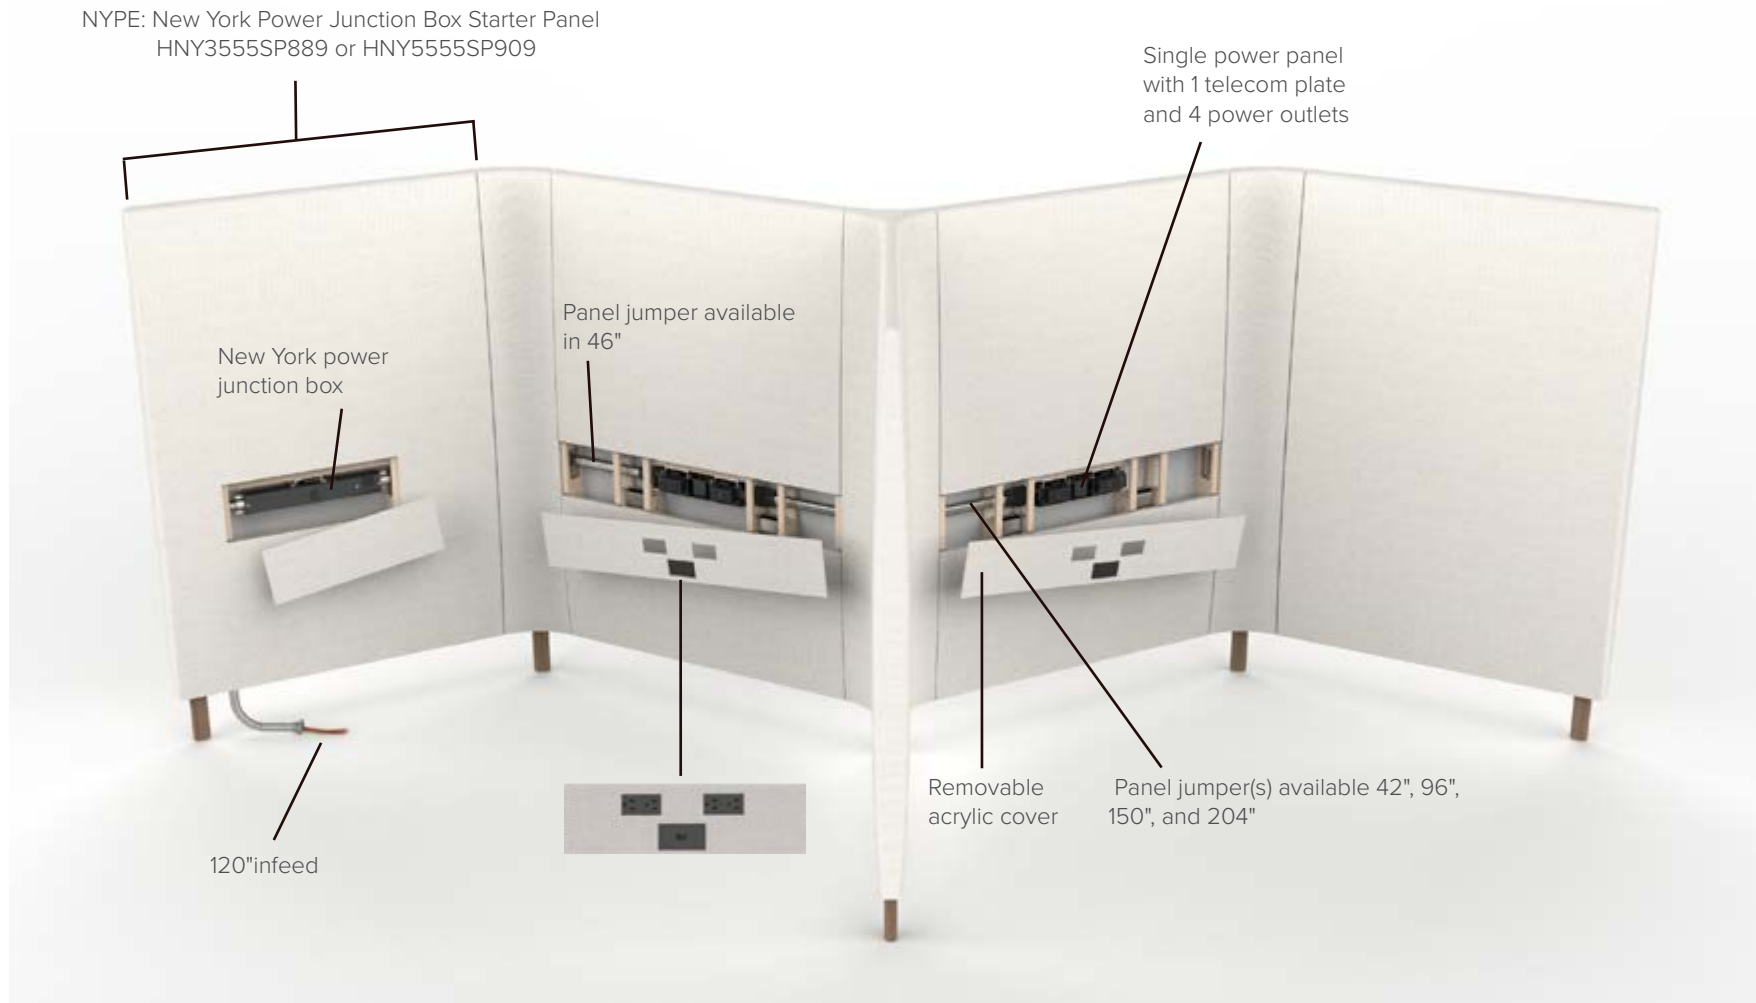 NYPE: New York Power Junction Box Starter Panel
HNY3555SP889 or HNY5555SP909
Single power panel
with 1 telecom plate
and 4 power outlets
Panel jumper available
in 46"
New York power
junction box
Removable
acrylic cover
Panel jumper(s) available 42", 96",
150", and 204"
120"infeed